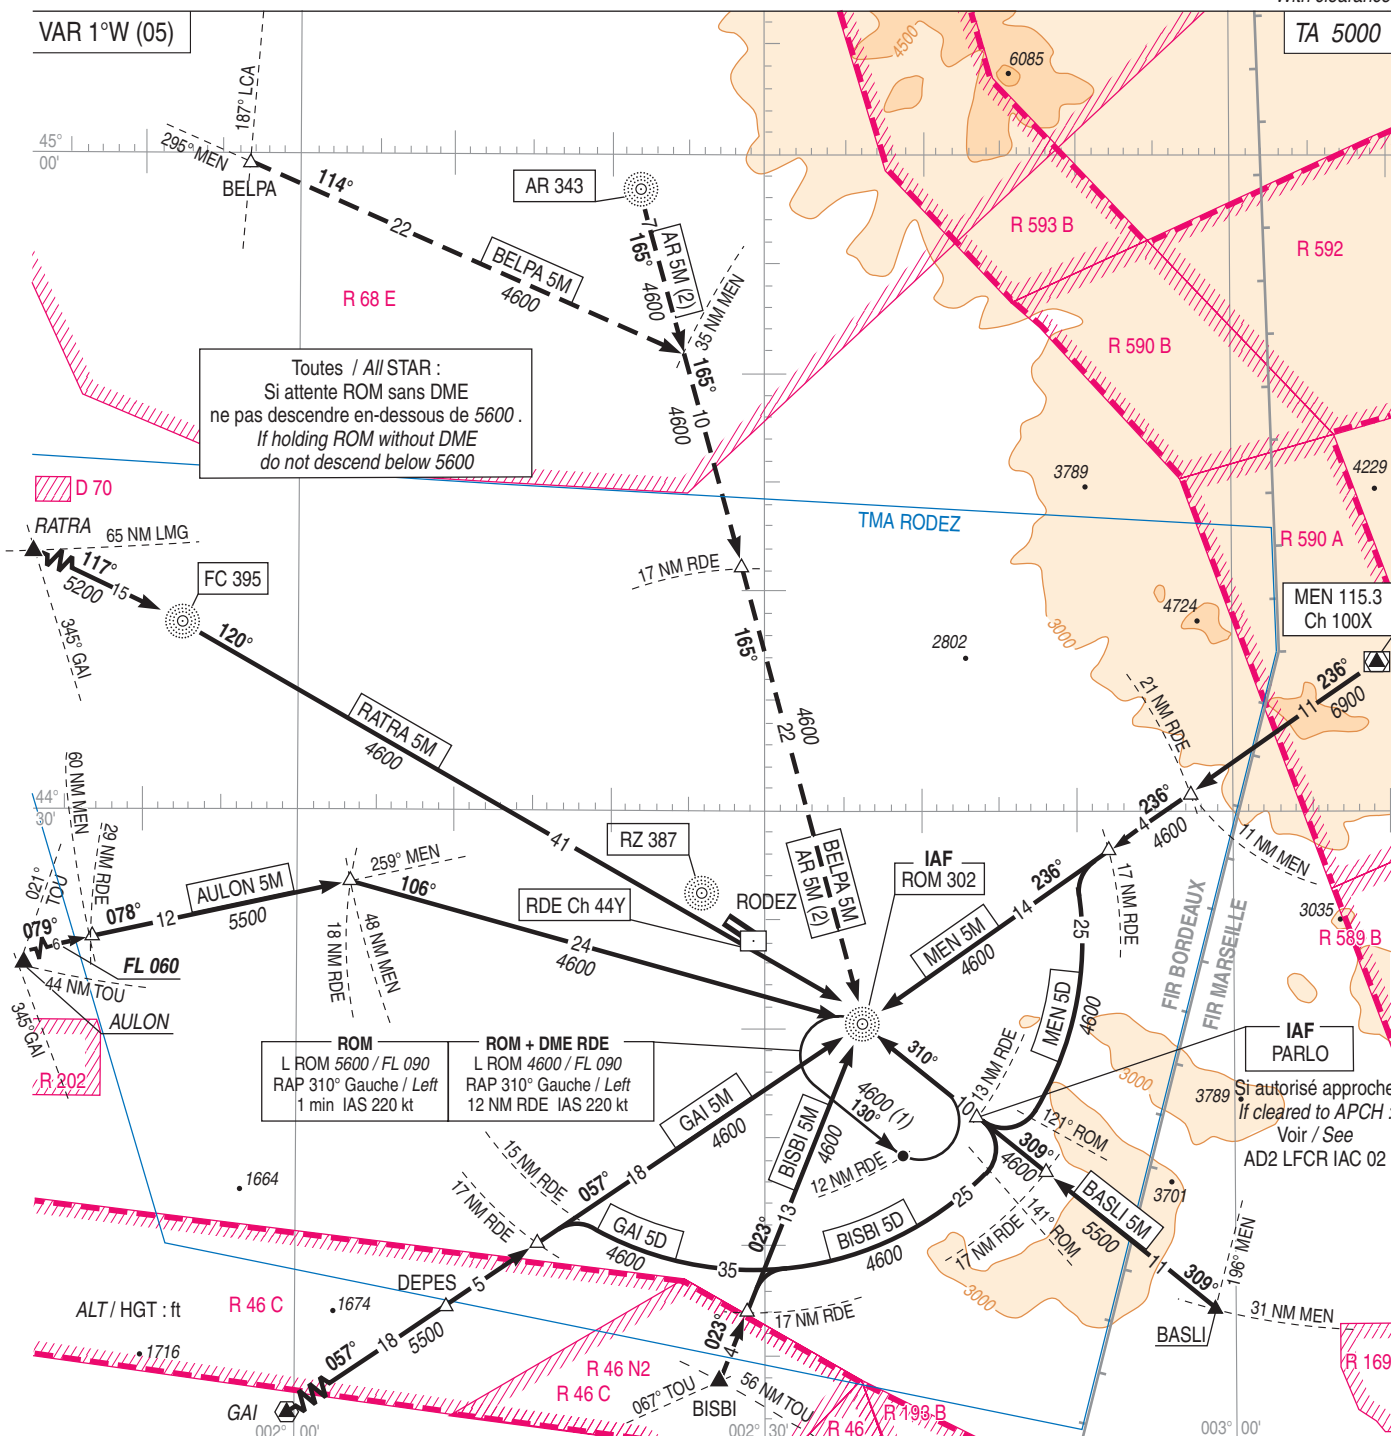 With clearance
VAR 1°W (05)
TA 5000
4500
6085
187° LCA
295° MEN
45°
00'
BELPA
114°
22
BELPA 5M
4600
AR 343
7
165°
AR 5M (2)
4600
35 NM MEN
R 593 B
R 592
R 590 B
R 68 E
Toutes / All STAR :
Si attente ROM sans DME
ne pas descendre en-dessous de 5600 .
If holding ROM without DME
do not descend below 5600
165°
10
4600
3789
4229
D 70
TMA RODEZ
R 590 A
RATRA
65 NM LMG
117°
15
5200
345° GAI
FC 395
17 NM RDE
MEN 115.3
Ch 100X
4724
3000
2802
120°
165°
236°
11
6900
21 NM RDE
RATRA 5M
4600
4600
22
44°
30'
60 NM MEN
29 NM RDE
021° TOU
236°
4
4600
11 NM MEN
41
RZ 387
259° MEN
BELPA 5M
AR 5M (2)
IAF
ROM 302
236°
17 NM RDE
AULON 5M
106°
RDE Ch 44Y
RODEZ
079°
6
078°
12
5500
14
25
3035
R 589 B
FL 060
44 NM TOU
AULON
345° GAI
18 NM RDE
48 NM MEN
24
4600
MEN 5M
4600
MEN 5D
4600
FIR BORDEAUX
FIR MARSEILLE
R 202
ROM
L ROM 5600 / FL 090
RAP 310° Gauche / Left
1 min IAS 220 kt
ROM + DME RDE
L ROM 4600 / FL 090
RAP 310° Gauche / Left
12 NM RDE IAS 220 kt
310°
13 NM RDE
IAF
PARLO
3000
3789
Si autorisé approche
If cleared to APCH :
Voir / See
AD2 LFCR IAC 02
GAI 5M
4600
BISBI 5M
4600
4600 (1)
130°
10
121° ROM
12 NM RDE
309°
4600
15 NM RDE
057°
18
1664
17 NM RDE
141° ROM
3701
BASLI 5M
5500
11
25
GAI 5D
4600
BISBI 5D
4600
023°
13
35
17 NM RDE
196° MEN
309°
DEPES
5
3000
ALT / HGT : ft
R 46 C
1674
17 NM RDE
31 NM MEN
BASLI
18
5500
1716
057°
023°
4
R 46 N2
R 46 C
R 169
067° TOU
56 NM TOU
GAI
BISBI
R 193 B
R 46
002° 00'
002° 30'
003° 00'